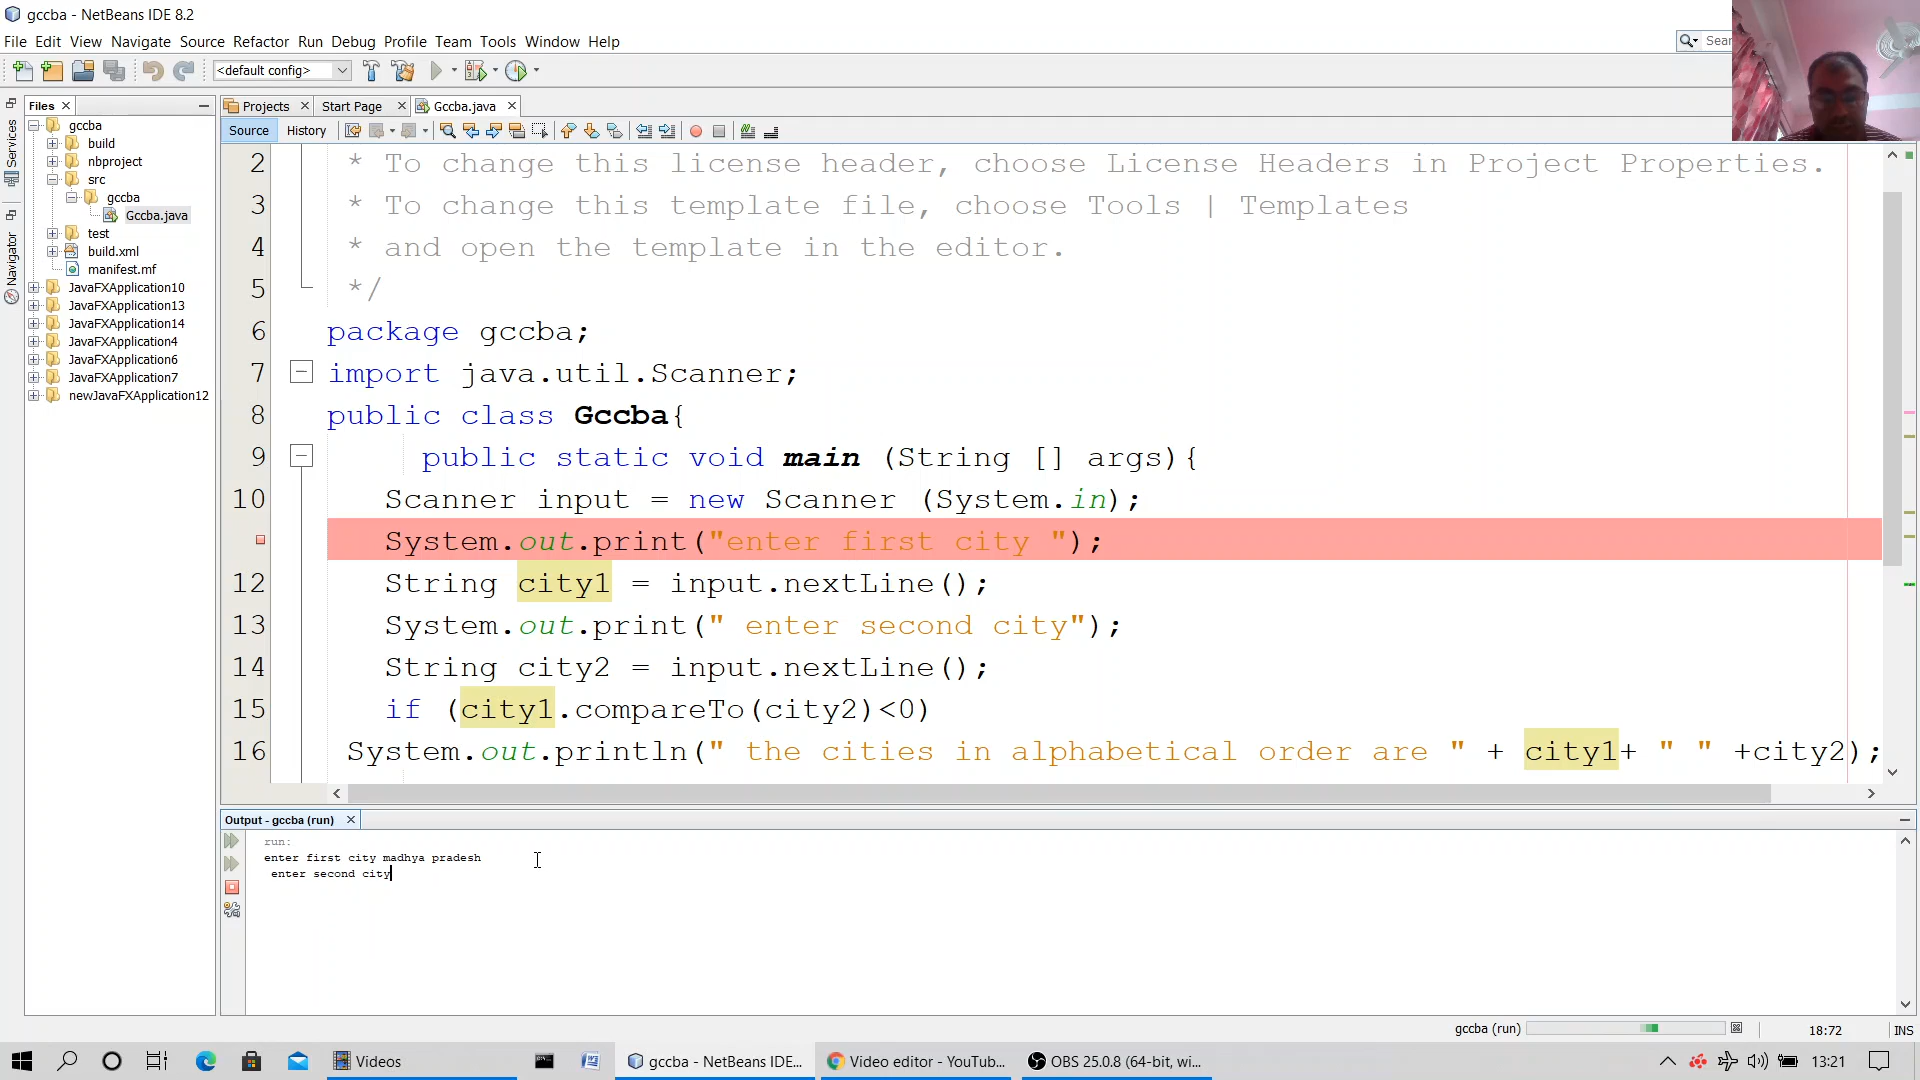 gccba - NetBeans IDE 8.2
File Edit View Navigate Source Refactor Run Debug Profile Team Tools Window Help
Sear
<default config>
Files
Projects Start Page Gccba.java
Source History
Services
Navigator
gccba
build
nbproject
src
gccba
Gccba.java
test
build.xml
manifest.mf
JavaFXApplication10
JavaFXApplication13
JavaFXApplication14
JavaFXApplication4
JavaFXApplication6
JavaFXApplication7
newJavaFXApplication12
2 * To change this license header, choose License Headers in Project Properties.
3 * To change this template file, choose Tools | Templates
4 * and open the template in the editor.
5 */
6 package gccba;
7 import java.util.Scanner;
8 public class Gccba{
9 public static void main (String [] args){
10 Scanner input = new Scanner (System.in);
System.out.print("enter first city ");
12 String city1 = input.nextLine();
13 System.out.print(" enter second city");
14 String city2 = input.nextLine();
15 if (city1.compareTo(city2)<0)
16 System.out.println(" the cities in alphabetical order are " + city1+ " " +city2);
Output - gccba (run)
run:
enter first city madhya pradesh
enter second city
gccba (run) 18:72 INS
Videos gccba - NetBeans IDE... Video editor - YouTub... OBS 25.0.8 (64-bit, wi... 13:21